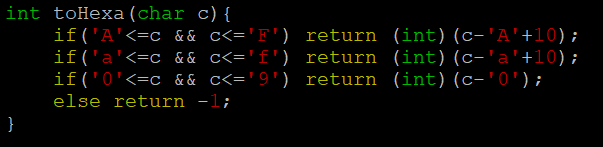 int toHexa(char c){
    if('A'<=c && c<='F') return (int)(c-'A'+10);
    if('a'<=c && c<='f') return (int)(c-'a'+10);
    if('0'<=c && c<='9') return (int)(c-'0');
    else return -1;
}